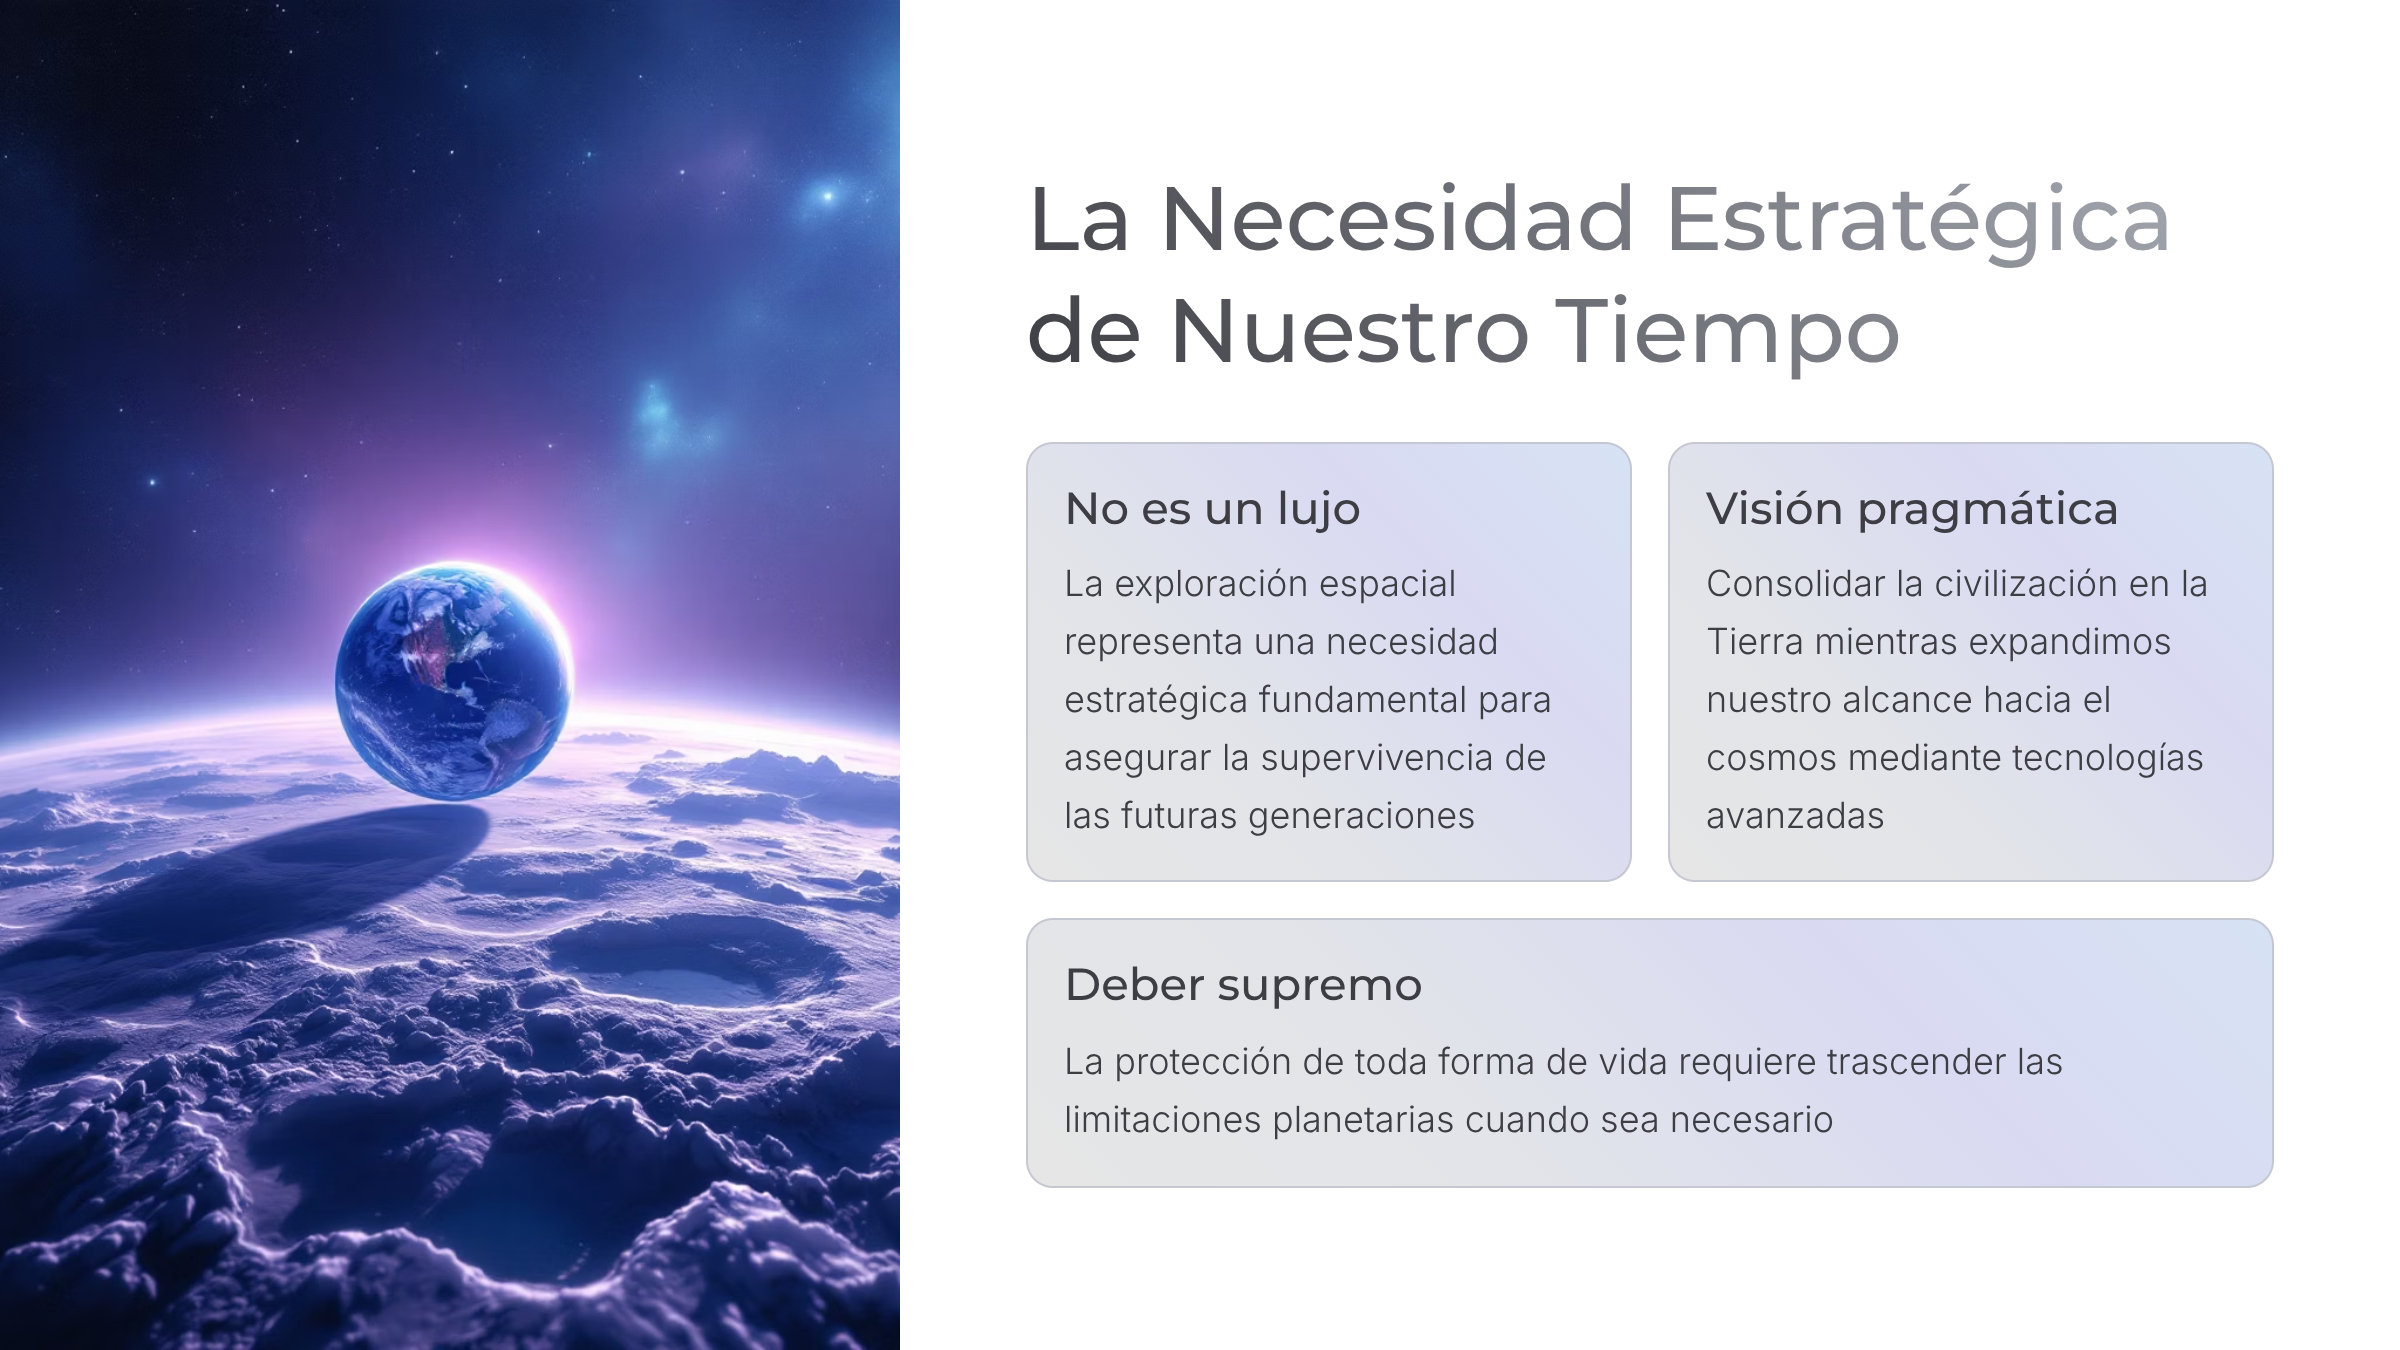 La Necesidad Estratégica
de Nuestro Tiempo
No es un lujo
La exploración espacial
representa una necesidad
estratégica fundamental para
asegurar la supervivencia de
las futuras generaciones
Visión pragmática
Consolidar la civilización en la
Tierra mientras expandimos
nuestro alcance hacia el
cosmos mediante tecnologías
avanzadas
Deber supremo
La protección de toda forma de vida requiere trascender las
limitaciones planetarias cuando sea necesario